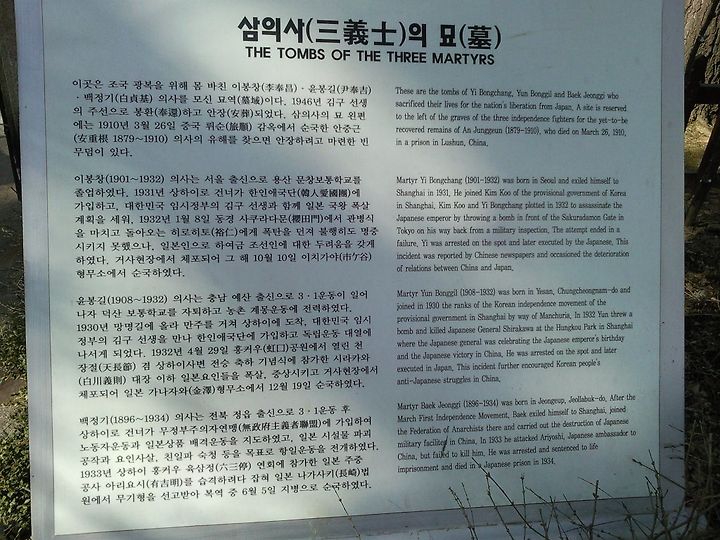 삼의사(三義士)의 묘(墓)
THE TOMBS OF THE THREE MARTYRS
이곳은 조국 광복을 위해 몸 바친 이봉창(李奉昌)·윤봉길(尹奉吉)
·백정기(白貞基) 의사를 모신 묘역(墓域)이다. 1946년 김구 선생
의 주선으로 봉환(奉還)하고 안장(安葬)되었다. 삼의사의 묘 왼편
에는 1910년 3월 26일 중국 뤼순(旅順) 감옥에서 순국한 안중근
(安重根 1879~1910) 의사의 유해를 찾으면 안장하려고 마련한 빈
무덤이 있다.
이봉창(1901~1932) 의사는 서울 출신으로 용산 문창보통학교를
졸업하였다. 1931년 상하이로 건너가 한인애국단(韓人愛國團)에
가입하고, 대한민국 임시정부의 김구 선생과 함께 일본 국왕 폭살
계획을 세워, 1932년 1월 8일 동경 사쿠라다문(櫻田門)에서 관병식
을 마치고 돌아오는 히로히토(裕仁)에게 폭탄을 던져 불행히도 명중
시키지 못했으나, 일본인으로 하여금 조선인에 대한 두려움을 갖게
하였다. 거사현장에서 체포되어 그 해 10월 10일 이치가야(市ケ谷)
형무소에서 순국하였다.
윤봉길(1908~1932) 의사는 충남 예산 출신으로 3·1운동이 일어
나자 덕산 보통학교를 자퇴하고 농촌 계몽운동에 전력하였다.
1930년 망명길에 올라 만주를 거쳐 상하이에 도착, 대한민국 임시
정부의 김구 선생을 만나 한인애국단에 가입하고 독립운동 대열에
나서게 되었다. 1932년 4월 29일 홍커우(虹口)공원에서 열린 천
장절(天長節) 겸 상하이사변 전승 축하 기념식에 참가한 시라카와
(白川義則) 대장 이하 일본요인들을 폭살, 중상시키고 거사현장에서
체포되어 일본 가나자와(金澤)형무소에서 12월 19일 순국하였다.
백정기(1896~1934) 의사는 전북 정읍 출신으로 3·1운동 후
상하이로 건너가 무정부주의자연맹(無政府主義者聯盟)에 가입하여
노동자운동과 일본상품 배격운동을 지도하였고, 일본 시설물 파괴
공작과 요인사살, 친일파 숙청 등을 목표로 항일운동을 전개하였다.
1933년 상하이 홍커우 육삼정(六三停) 연회에 참가한 일본 주중
공사 아리요시(有吉明)를 습격하려다 잡혀 일본 나가사키(長崎)법
원에서 무기형을 선고받아 복역 중 6월 5일 지병으로 순국하였다.
These are the tombs of Yi Bongchang, Yun Bonggil and Baek Jeonggi who
sacrificed their lives for the nation's liberation from Japan, A site is reserved
to the left of the graves of the three independence fighters for the yet-to-be
recovered remains of An Junggeun (1879-1910), who died on March 26, 1910,
in a prison in Lushun, China,
Martyr Yi Bongchang (1901-1932) was born in Seoul and exiled himself to
Shanghai in 1931, He joined Kim Koo of the provisional government of Korea
in Shanghai, Kim Koo and Yi Bongchang plotted in 1932 to assassinate the
Japanese emperor by throwing a bomb in front of the Sakuradamon Gate in
Tokyo on his way back from a military inspection, The attempt ended in a
failure, Yi was arrested on the spot and later executed by the Japanese, This
incident was reported by Chinese newspapers and occasioned the deterioration
of relations between China and Japan,
Martyr Yun Bonggil (1908-1932) was born in Yesan, Chungcheongnam-do and
joined in 1930 the ranks of the Korean independence movement of the
provisional government in Shanghai by way of Manchuria, In 1932 Yun threw a
bomb and killed Japanese General Shirakawa at the Hungkou Park in Shanghai
where the Japanese general was celebrating the Japanese emperor's birthday
and the Japanese victory in China, He was arrested on the spot and later
executed in Japan, This incident further encouraged Korean people's
anti-Japanese struggles in China,
Martyr Baek Jeonggi (1896-1934) was born in Jeongeup, Jeollabuk-do, After the
March First Independence Movement, Baek exiled himself to Shanghai, joined
the Federation of Anarchists there and carried out the destruction of Japanese
military facilities in China, In 1933 he attacked Ariyoshi, Japanese ambassador to
China, but failed to kill him, He was arrested and sentenced to life
imprisonment and died in a Japanese prison in 1934,